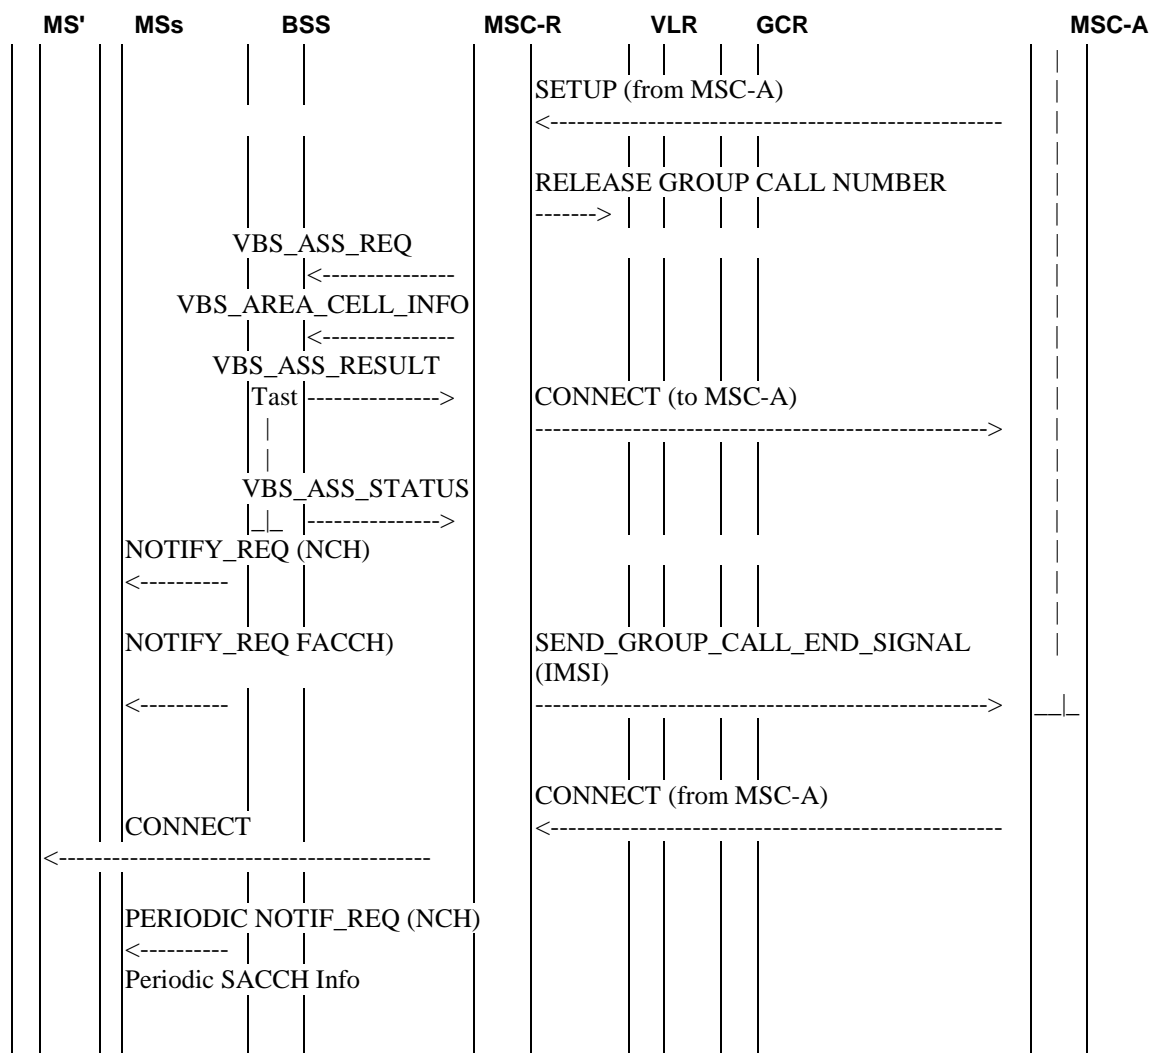 MS' MSs BSS MSC-R VLR GCR MSC-A
SETUP (from MSC-A)
RELEASE GROUP CALL NUMBER
VBS_ASS_REQ
VBS_AREA_CELL_INFO
VBS_ASS_RESULT
Tast CONNECT (to MSC-A)
VBS_ASS_STATUS
NOTIFY_REQ (NCH)
NOTIFY_REQ FACCH) SEND_GROUP_CALL_END_SIGNAL
(IMSI)
CONNECT (from MSC-A)
CONNECT
PERIODIC NOTIF_REQ (NCH)
Periodic SACCH Info